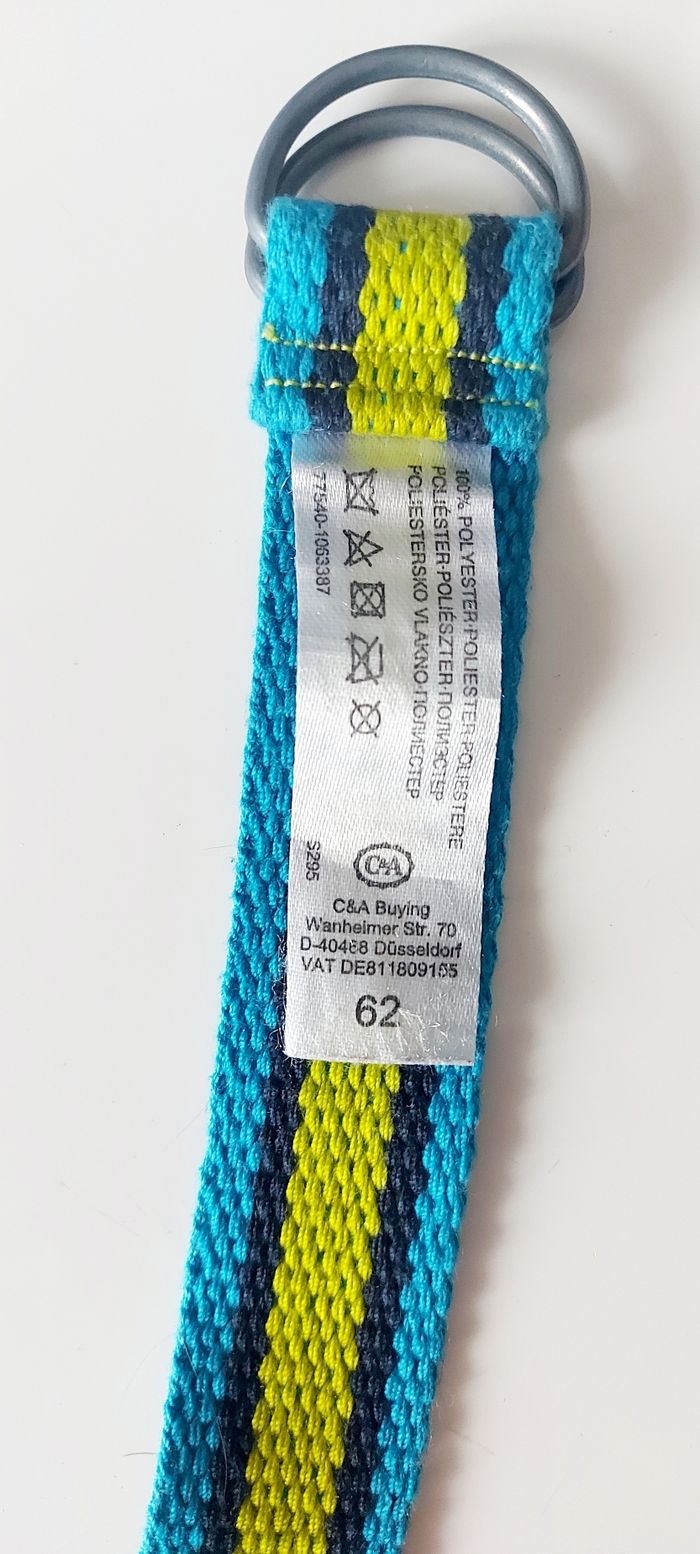 100% POLYESTER·POLIESTER·POLIESTERE
POLIÉSTER·POLIÉSZTER·ПОЛИЭСТЕР
POLIESTERSKO VLAKNO·ПОЛИЕСТЕР
77540-1063387
S295
C&A
C&A Buying
Wanheimer Str. 70
D-40468 Düsseldorf
VAT DE811809155
62